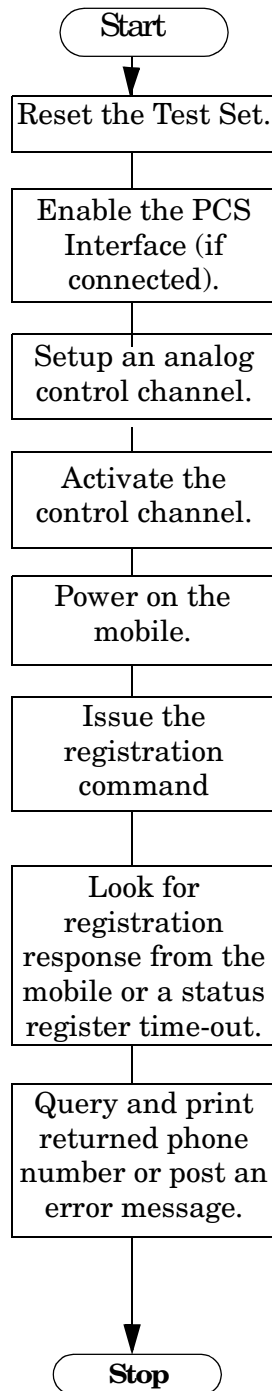 Start
Reset the Test Set.
Enable the PCS
Interface (if
connected).
Setup an analog
control channel.
Activate the
control channel.
Power on the
mobile.
Issue the
registration
command
Look for
registration
response from the
mobile or a status
register time-out.
Query and print
returned phone
number or post an
error message.
Stop